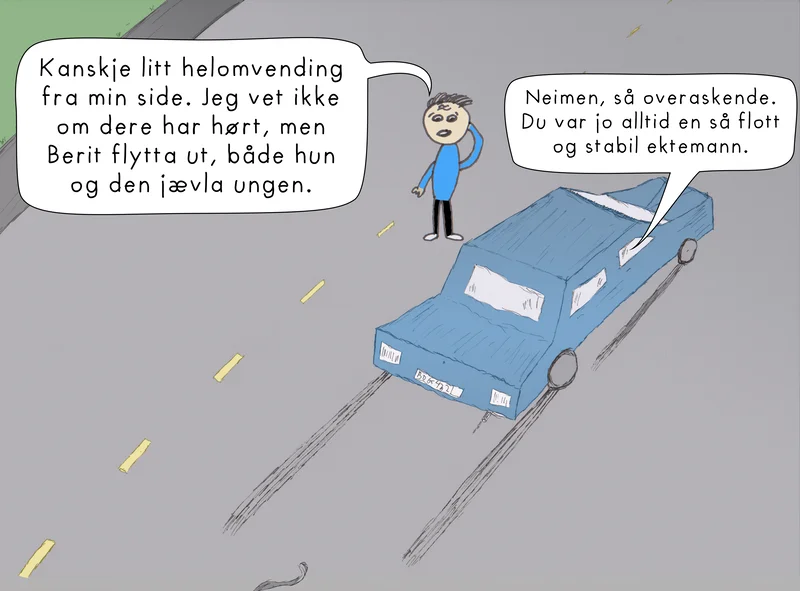 Kanskje litt helomvending
fra min side. Jeg vet ikke
om dere har hørt, men
Berit flytta ut, både hun
og den jævla ungen.
Neimen, så overaskende.
Du var jo alltid en så flott
og stabil ektemann.